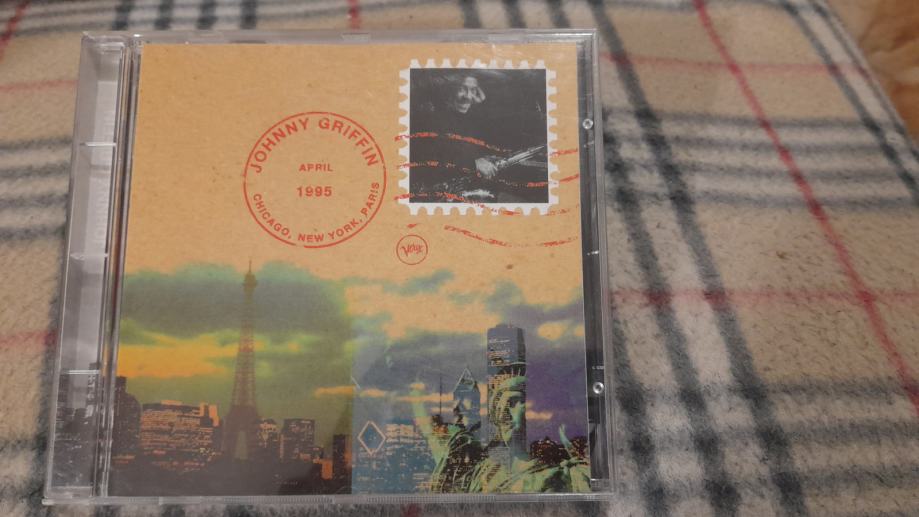 JOHNNY GRIFFIN
APRIL
1995
CHICAGO, NEW YORK, PARIS
Verve